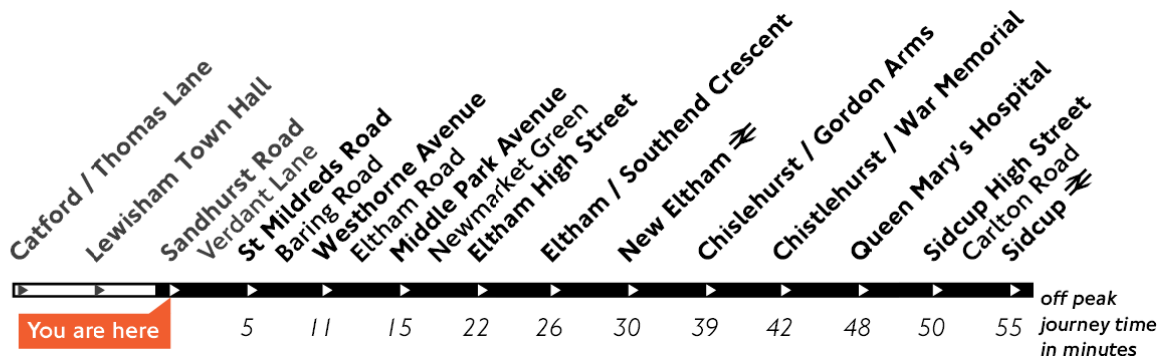 Catford / Thomas Lane
Lewisham Town Hall
Sandhurst Road
Verdant Lane
St Mildreds Road
Baring Road
Westhorne Avenue
Eltham Road
Middle Park Avenue
Newmarket Green
Eltham High Street
Eltham / Southend Crescent
New Eltham
Chislehurst / Gordon Arms
Chistlehurst / War Memorial
Queen Mary's Hospital
Sidcup High Street
Carlton Road
Sidcup
You are here
5 11 15 22 26 30 39 42 48 50 55
off peak
journey time
in minutes